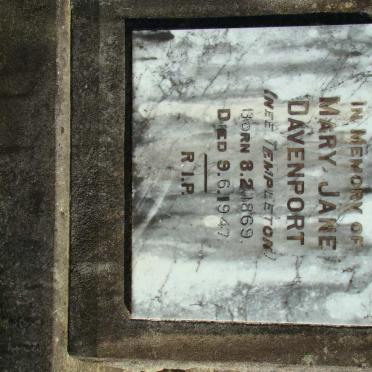 IN MEMORY OF
MARY JANE
DAVENPORT
(NEE TEMPLETON)
BORN 8.2.1869.
DIED 9.6.1947
R.I.P.